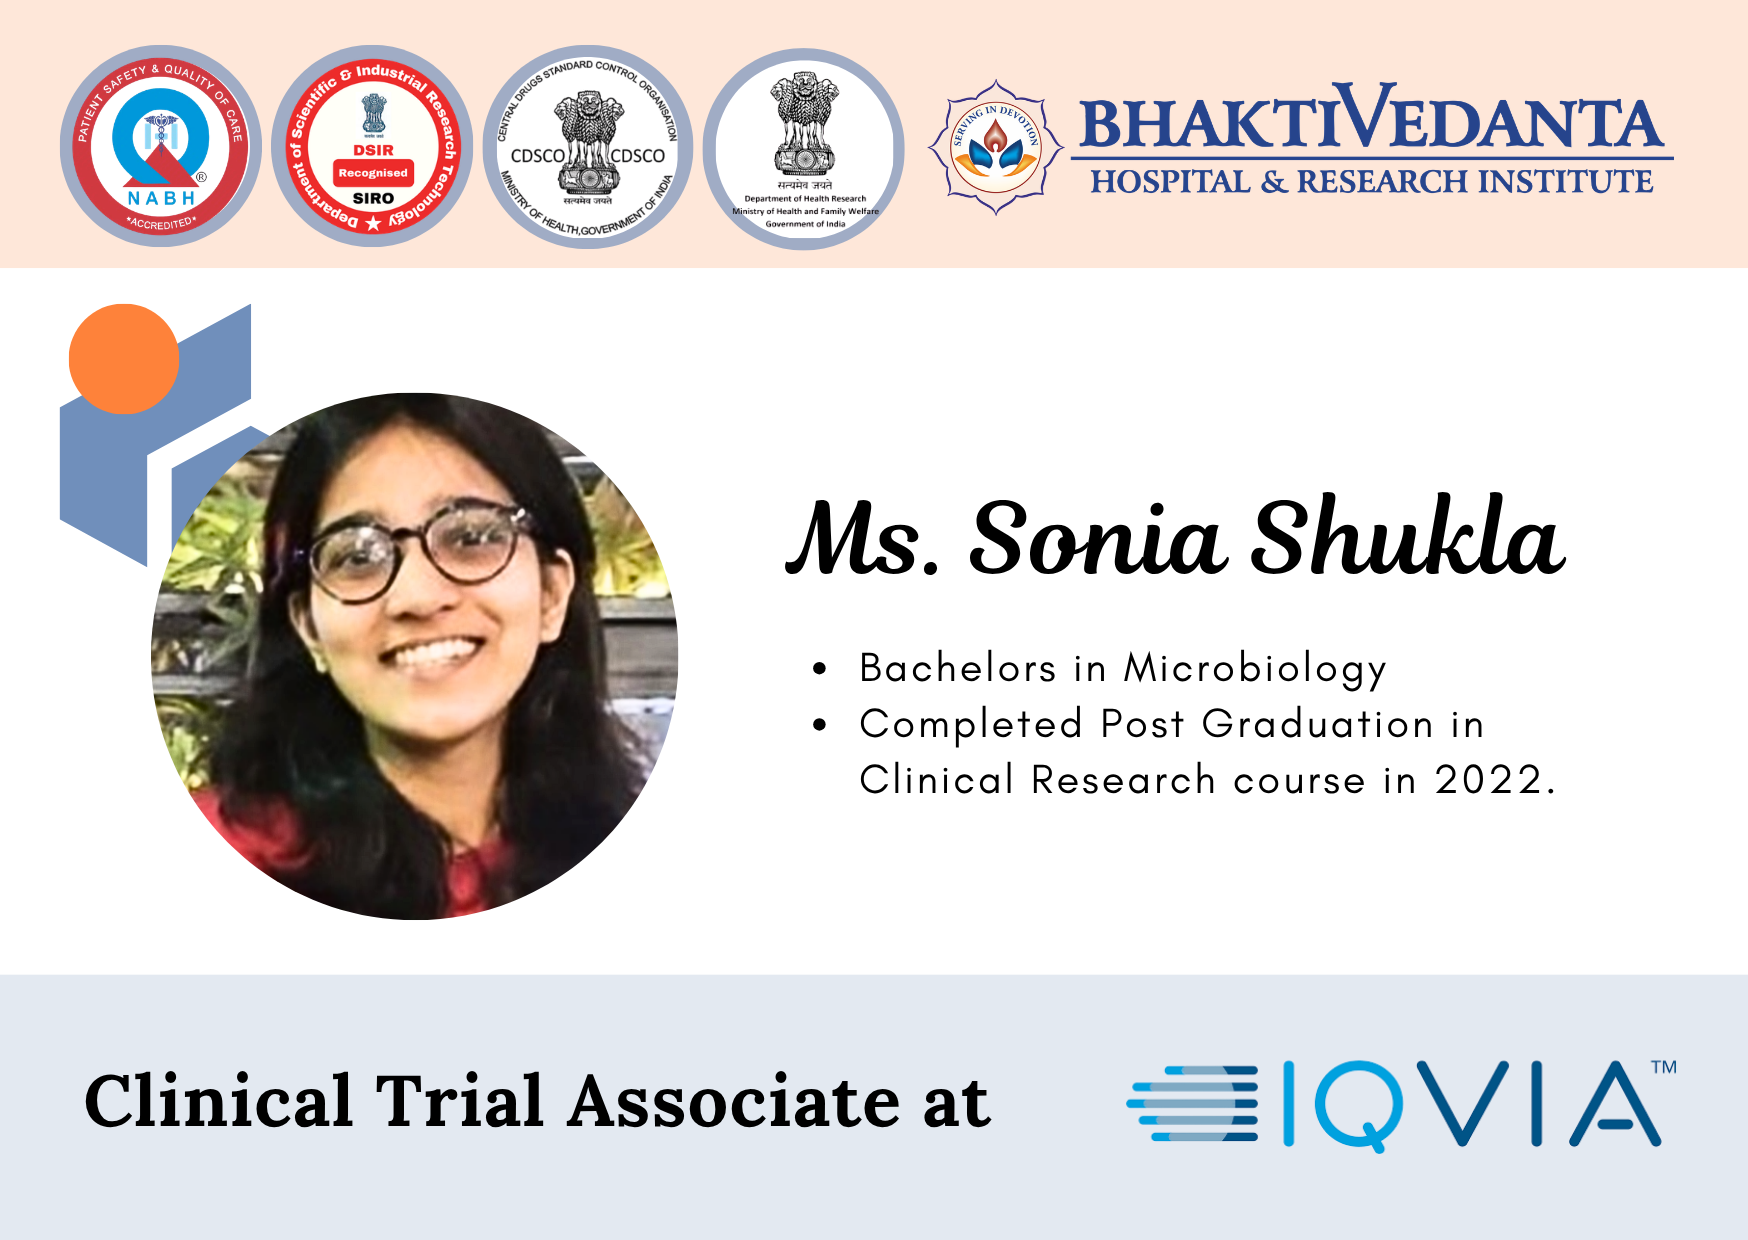 PATIENT SAFETY & QUALITY OF CARE
®
NABH
*ACCREDITED*
Department of Scientific & Industrial Research Technology
DSIR
Recognised
SIRO
CENTRAL DRUGS STANDARD CONTROL ORGANISATION
CDSCO CDSCO
सत्यमेव जयते
MINISTRY OF HEALTH,GOVERNMENT OF INDIA
सत्यमेव जयते
Department of Health Research
Ministry of Health and Family Welfare
Government of India
SERVING IN DEVOTION
BHAKTIVEDANTA
HOSPITAL & RESEARCH INSTITUTE
Ms. Sonia Shukla
• Bachelors in Microbiology
• Completed Post Graduation in
Clinical Research course in 2022.
Clinical Trial Associate at
IQVIA™